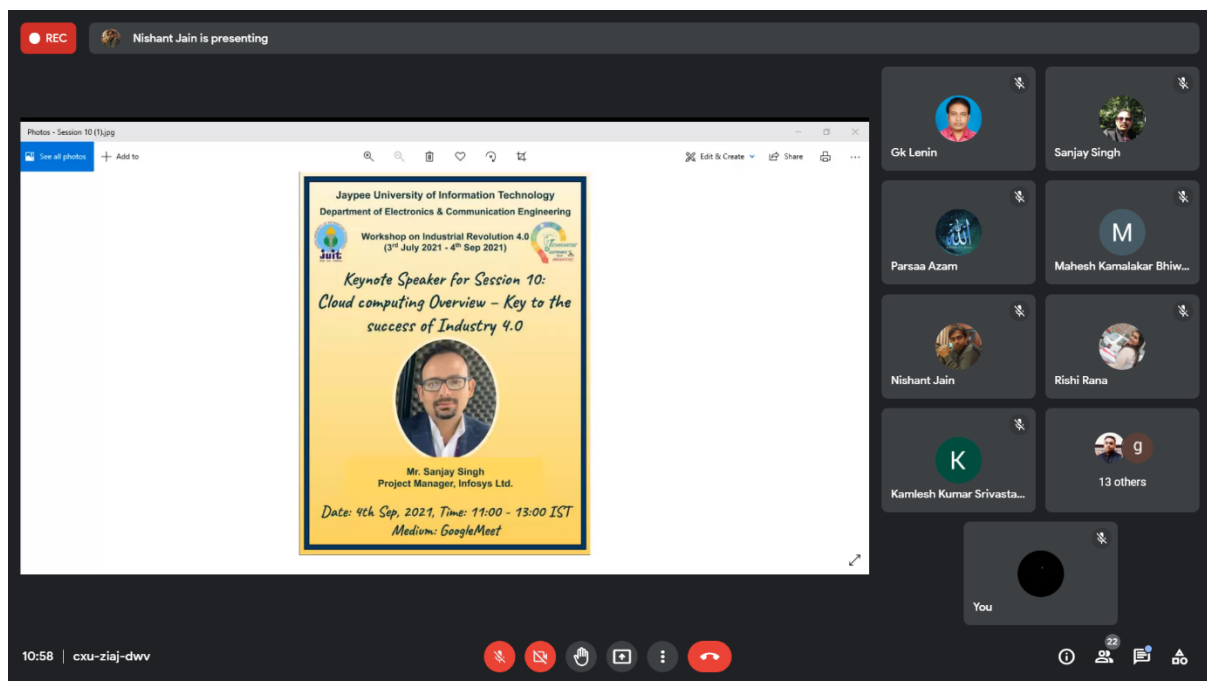 REC
Nishant Jain is presenting
Photos - Session 10 (1).jpg
See all photos
Add to
Edit & Create
Share
Jaypee University of Information Technology
Department of Electronics & Communication Engineering
Workshop on Industrial Revolution 4.0
(3rd July 2021 - 4th Sep 2021)
juit
Keynote Speaker for Session 10:
Cloud computing Overview – Key to the
success of Industry 4.0
Mr. Sanjay Singh
Project Manager, Infosys Ltd.
Date: 4th Sep, 2021, Time: 11:00 - 13:00 IST
Medium: GoogleMeet
Gk Lenin
Sanjay Singh
Parsaa Azam
M
Mahesh Kamalakar Bhiw...
Nishant Jain
Rishi Rana
K
Kamlesh Kumar Srivasta...
g
13 others
You
10:58 | cxu-ziaj-dwv
22